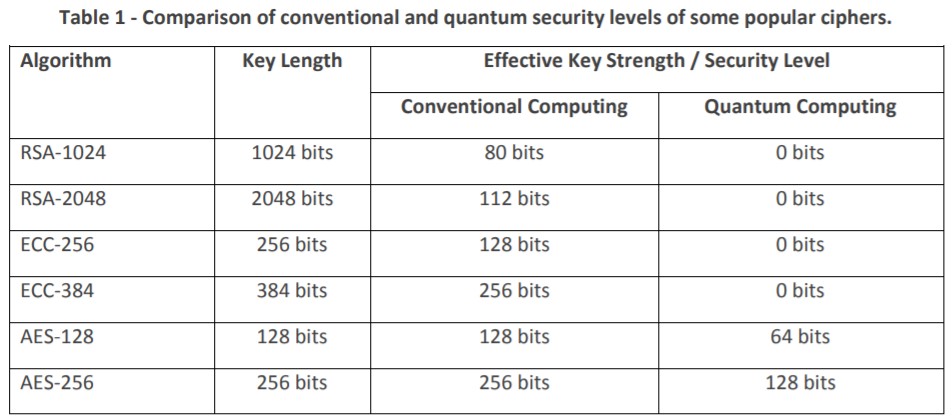 Table 1 - Comparison of conventional and quantum security levels of some popular ciphers.
Algorithm Key Length Effective Key Strength / Security Level
Conventional Computing Quantum Computing
RSA-1024 1024 bits 80 bits 0 bits
RSA-2048 2048 bits 112 bits 0 bits
ECC-256 256 bits 128 bits 0 bits
ECC-384 384 bits 256 bits 0 bits
AES-128 128 bits 128 bits 64 bits
AES-256 256 bits 256 bits 128 bits